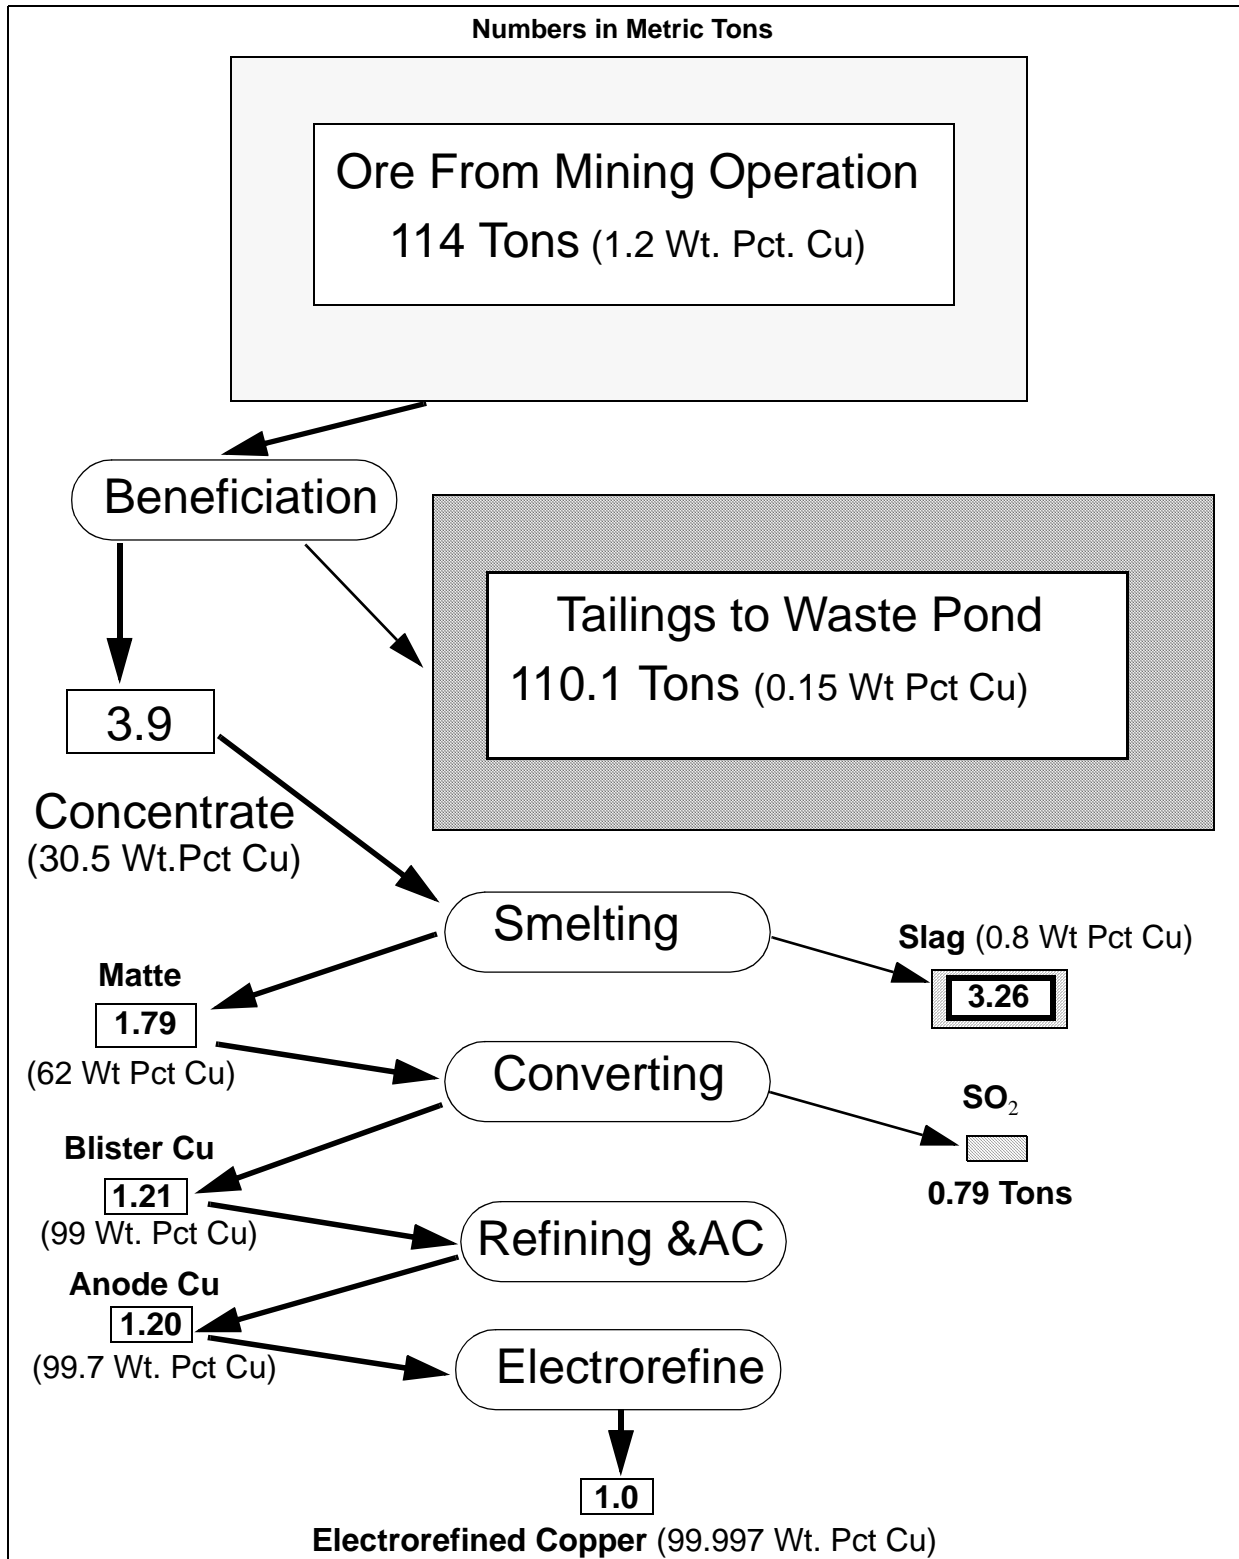 Numbers in Metric Tons
Ore From Mining Operation
114 Tons (1.2 Wt. Pct. Cu)
Beneficiation
Tailings to Waste Pond
110.1 Tons (0.15 Wt Pct Cu)
3.9
Concentrate
(30.5 Wt.Pct Cu)
Smelting
Slag (0.8 Wt Pct Cu)
3.26
Matte
1.79
(62 Wt Pct Cu)
Converting
SO₂
0.79 Tons
Blister Cu
1.21
(99 Wt. Pct Cu)
Refining &AC
Anode Cu
1.20
(99.7 Wt. Pct Cu)
Electrorefine
1.0
Electrorefined Copper (99.997 Wt. Pct Cu)